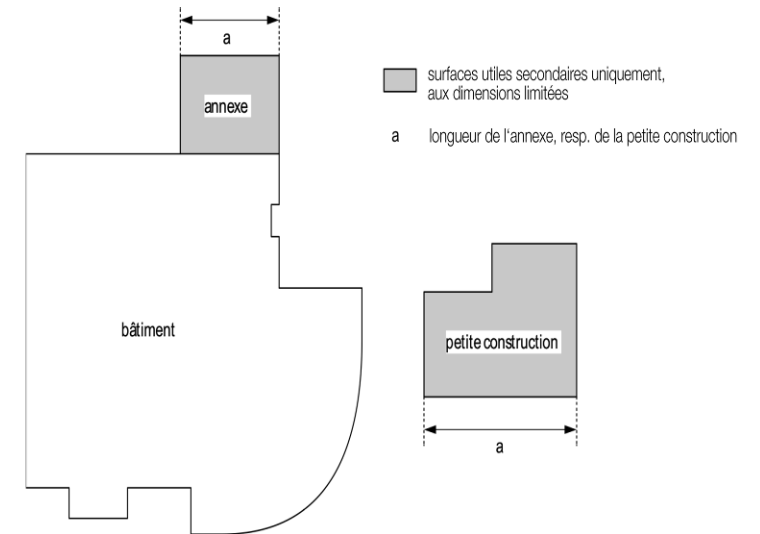 a
annexe
surfaces utiles secondaires uniquement,
aux dimensions limitées
a longueur de l'annexe, resp. de la petite construction
bâtiment
petite construction
a